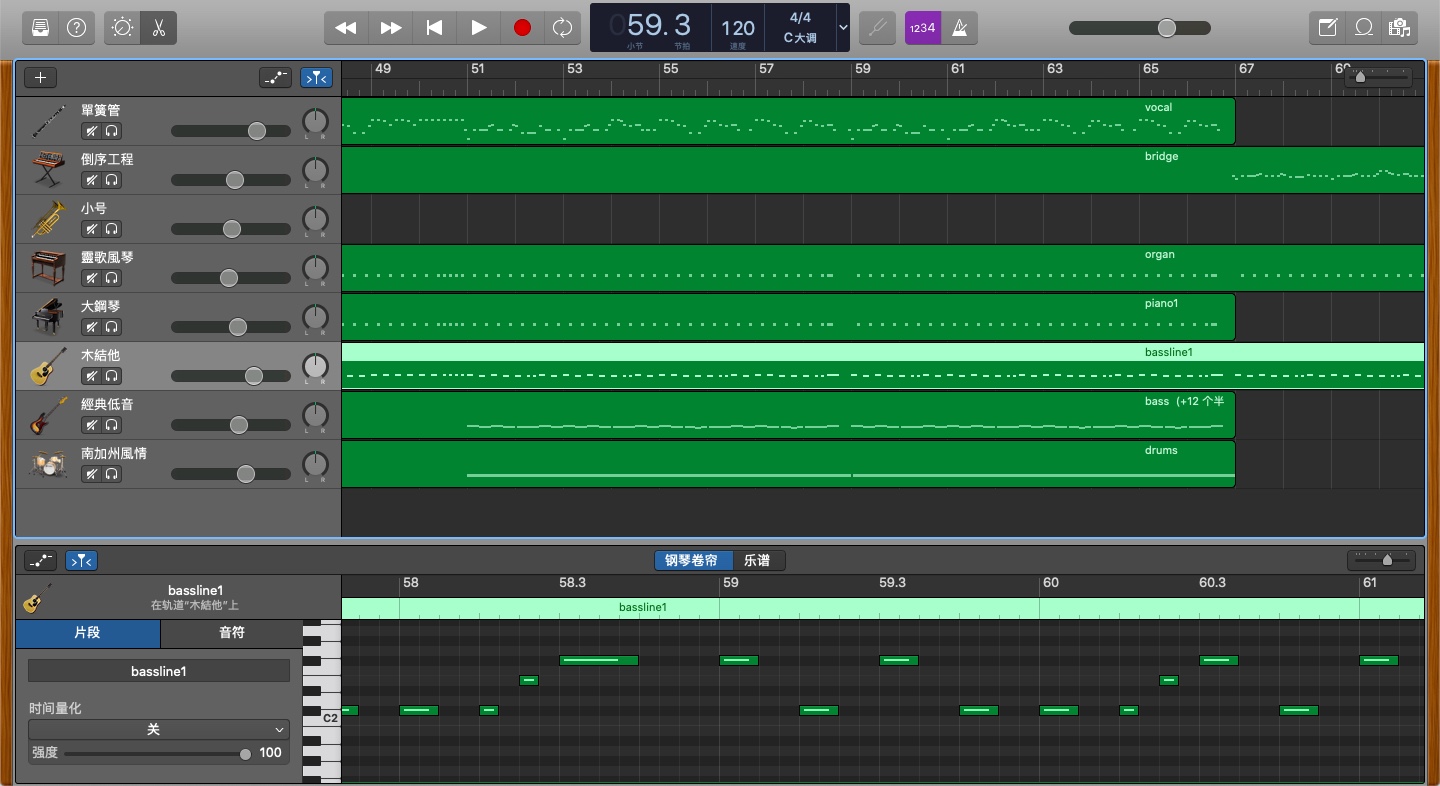 059.3
120
4/4
C大调
小节
节拍
速度
1234
49 51 53 55 57 59 61 63 65 67
單簧管
L R
vocal
倒序工程
L R
bridge
小号
L R
靈歌風琴
L R
organ
大鋼琴
L R
piano1
木結他
L R
bassline1
經典低音
L R
bass (+12 个半
南加州風情
L R
drums
钢琴卷帘 乐谱
bassline1
在轨道“木結他”上
58 58.3 59 59.3 60 60.3 61
bassline1
片段 音符
bassline1
时间量化
关
强度 100
C2